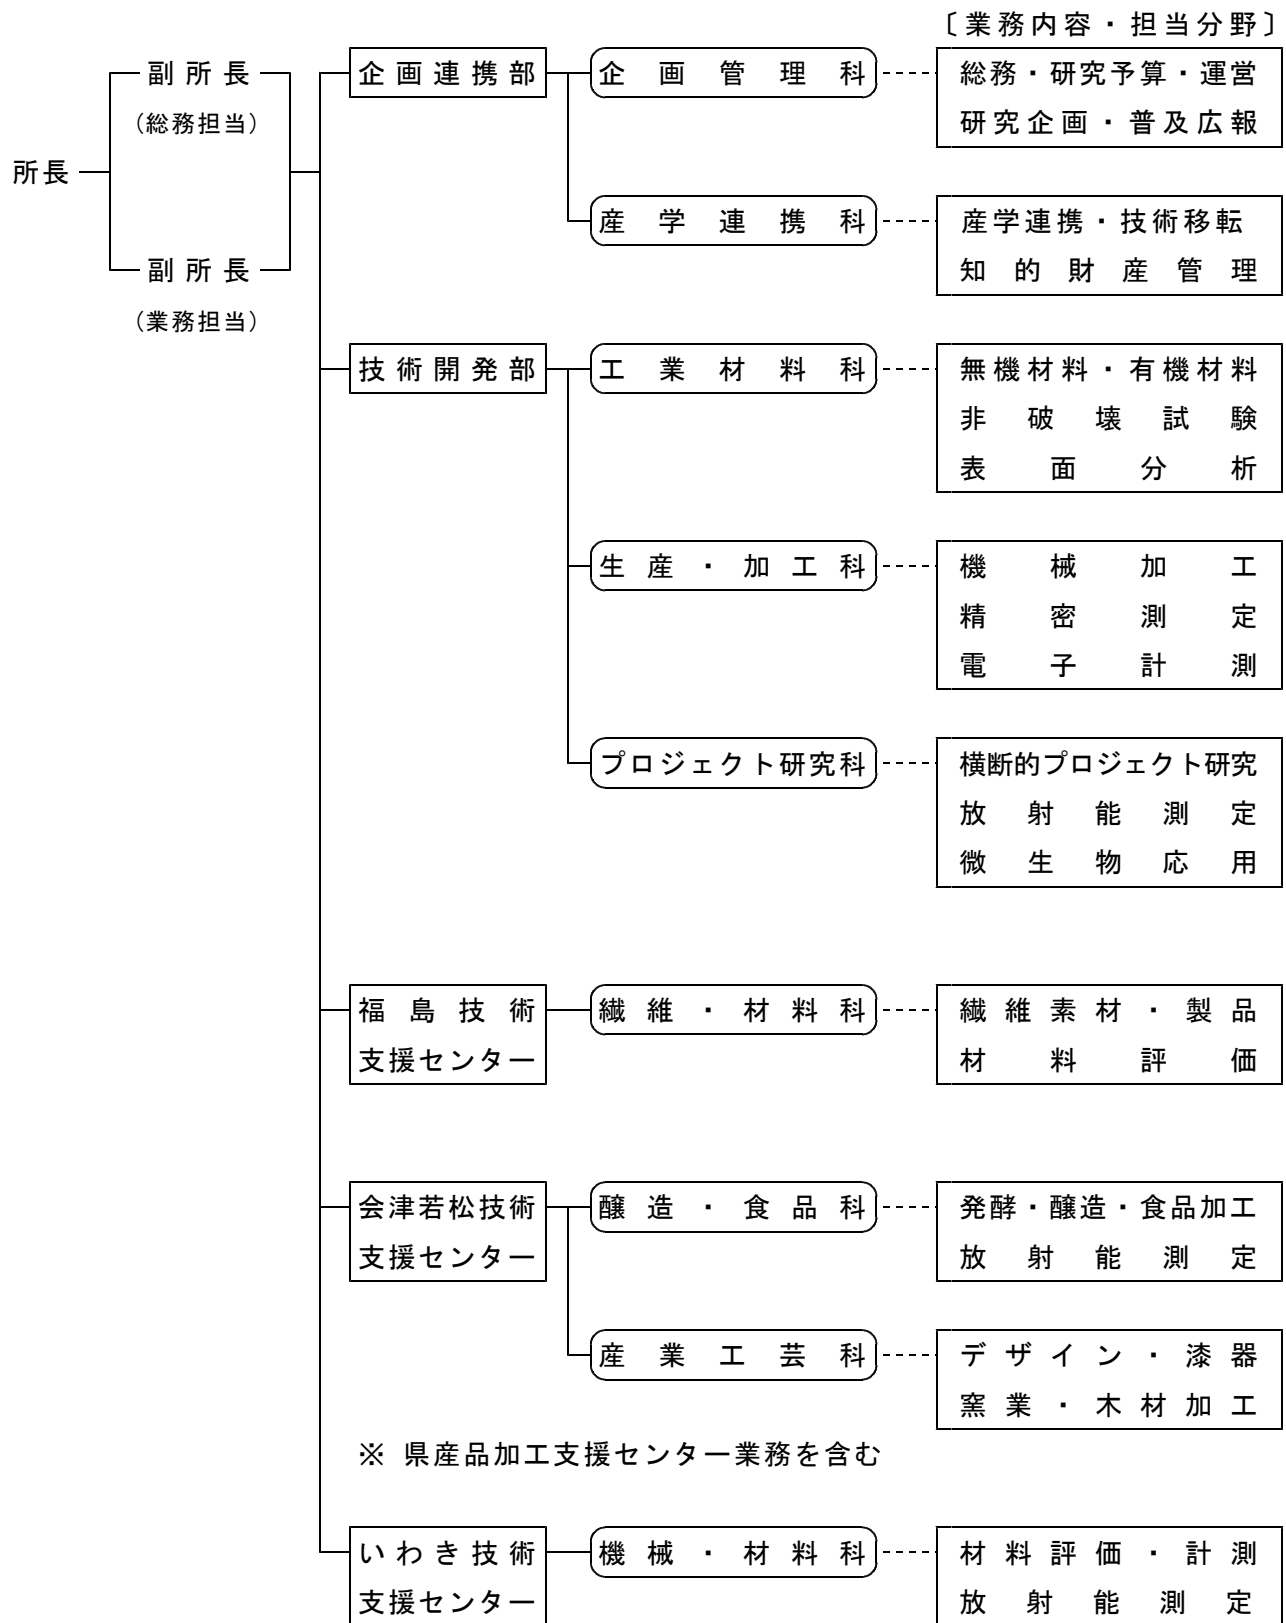 〔業務内容・担当分野〕
所長
副所長
(総務担当)
副所長
(業務担当)
企画連携部
企画管理科
総務・研究予算・運営
研究企画・普及広報
産学連携科
産学連携・技術移転
知的財産管理
技術開発部
工業材料科
無機材料・有機材料
非破壊試験
表面分析
生産・加工科
機械加工
精密測定
電子計測
プロジェクト研究科
横断的プロジェクト研究
放射能測定
微生物応用
福島技術
支援センター
繊維・材料科
繊維素材・製品
材料評価
会津若松技術
支援センター
醸造・食品科
発酵・醸造・食品加工
放射能測定
産業工芸科
デザイン・漆器
窯業・木材加工
※ 県産品加工支援センター業務を含む
いわき技術
支援センター
機械・材料科
材料評価・計測
放射能測定